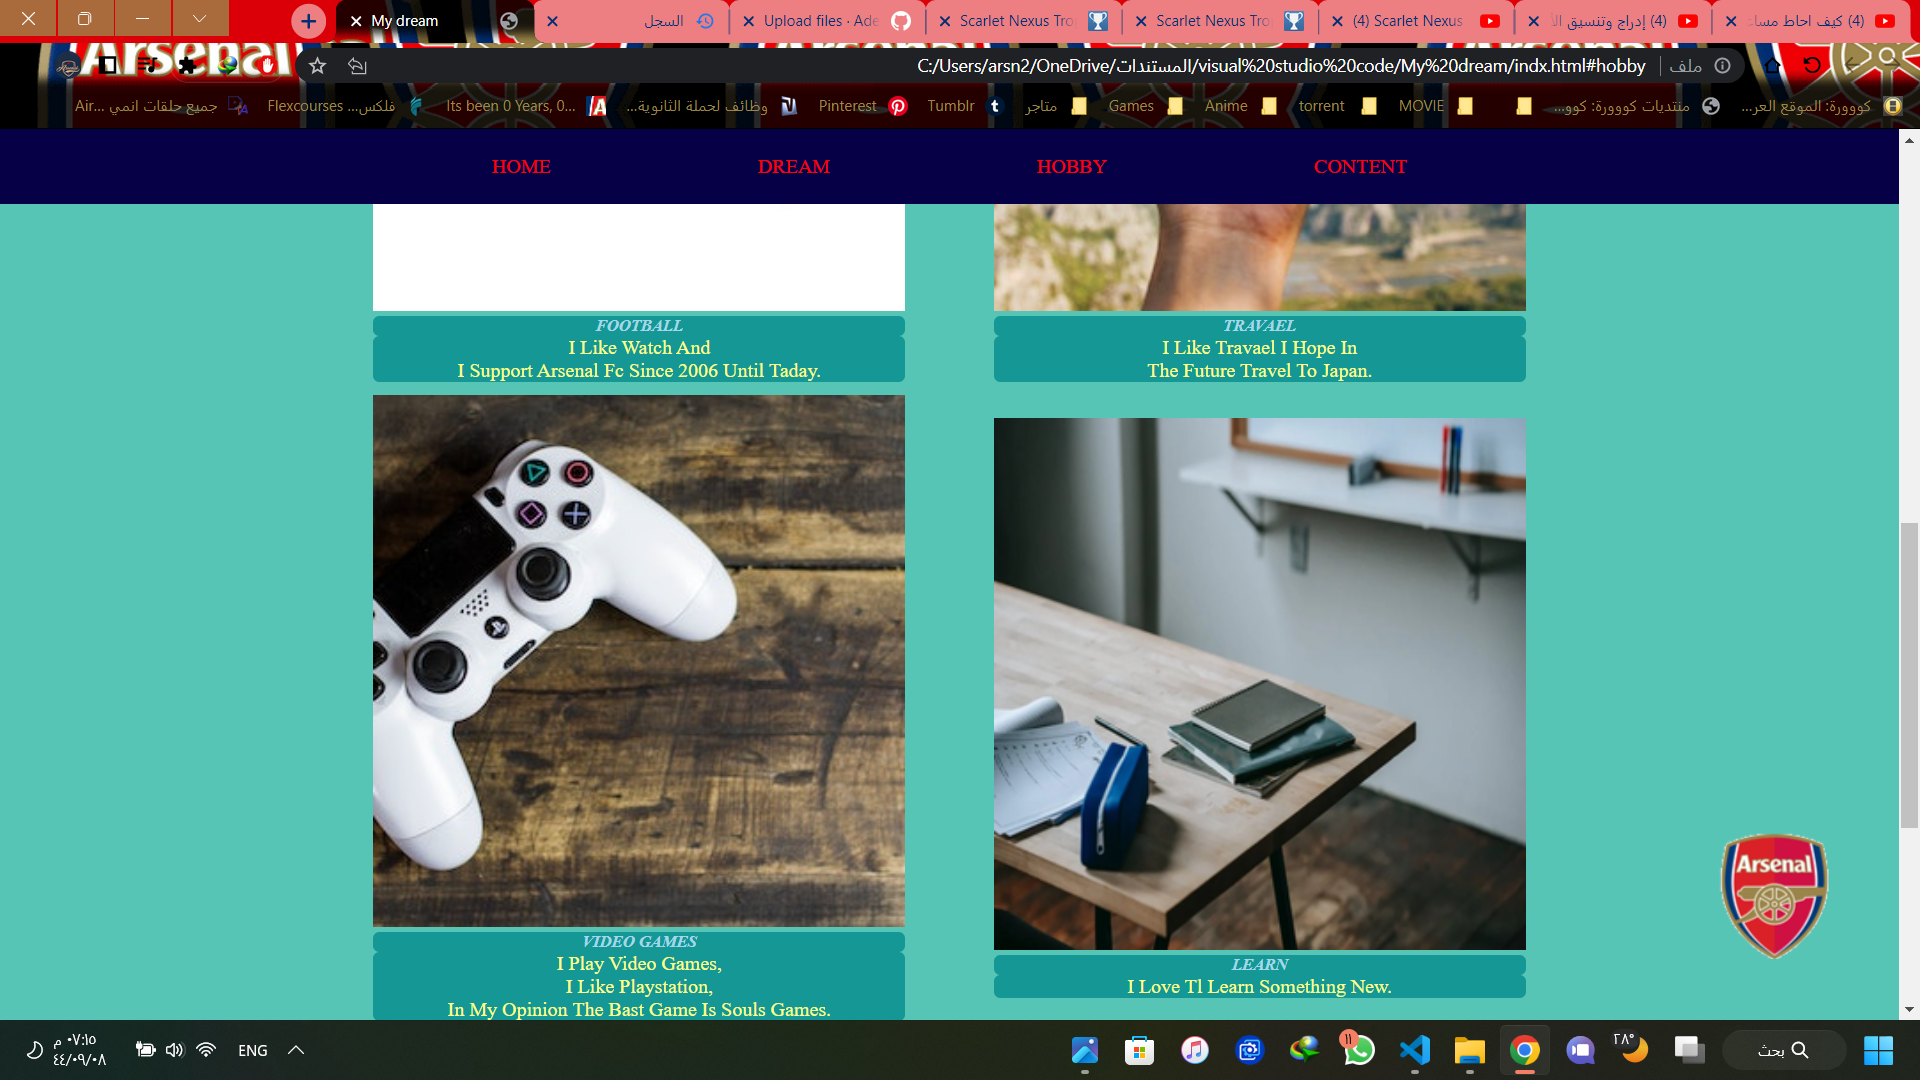 My dream
السجل
Upload files · Ade
Scarlet Nexus Tro
Scarlet Nexus Tro
(4) Scarlet Nexus
(4) إدراج وتنسيق الأ
(4) كيف احاط مساء
Arsenal
C:/Users/arsn2/OneDrive/المستندات/visual%20studio%20code/My%20dream/indx.html#hobby
ملف
جميع حلقات انمي ...Air
Flexcourses ...فلكس
Its been 0 Years, 0...
وظائف لحملة الثانوية...
Pinterest
Tumblr
متاجر
Games
Anime
torrent
MOVIE
منتديات كووورة: كوو...
كووورة: الموقع العر...
HOME
DREAM
HOBBY
CONTENT
FOOTBALL
I Like Watch And
I Support Arsenal Fc Since 2006 Until Taday.
TRAVAEL
I Like Travael I Hope In
The Future Travel To Japan.
VIDEO GAMES
I Play Video Games,
I Like Playstation,
In My Opinion The Bast Game Is Souls Games.
LEARN
I Love Tl Learn Something New.
Arsenal
٠٧:١٥ م
٤٤/٠٩/٠٨
ENG
١١
٢٨°
بحث